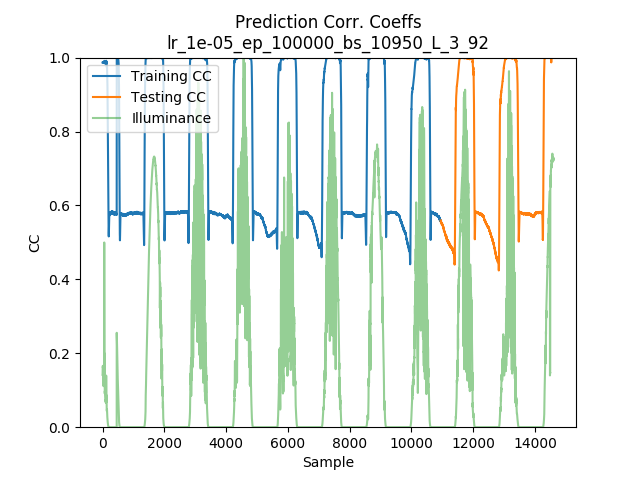 Prediction Corr. Coeffs
lr_1e-05_ep_100000_bs_10950_L_3_92
1.0
0.8
0.6
0.4
0.2
0.0
CC
Training CC
Testing CC
Illuminance
0 2000 4000 6000 8000 10000 12000 14000
Sample